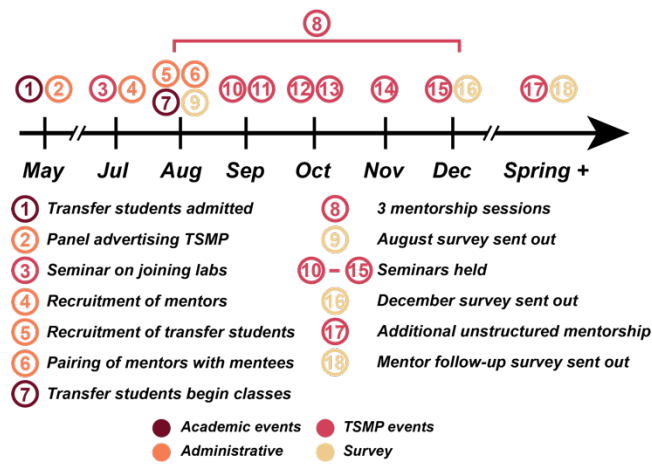 8
5 6
1 2 3 4 7 9 10 11 12 13 14 15 16 17 18
May Jul Aug Sep Oct Nov Dec Spring +
1 Transfer students admitted
2 Panel advertising TSMP
3 Seminar on joining labs
4 Recruitment of mentors
5 Recruitment of transfer students
6 Pairing of mentors with mentees
7 Transfer students begin classes
8 3 mentorship sessions
9 August survey sent out
10 – 15 Seminars held
16 December survey sent out
17 Additional unstructured mentorship
18 Mentor follow-up survey sent out
Academic events TSMP events
Administrative Survey